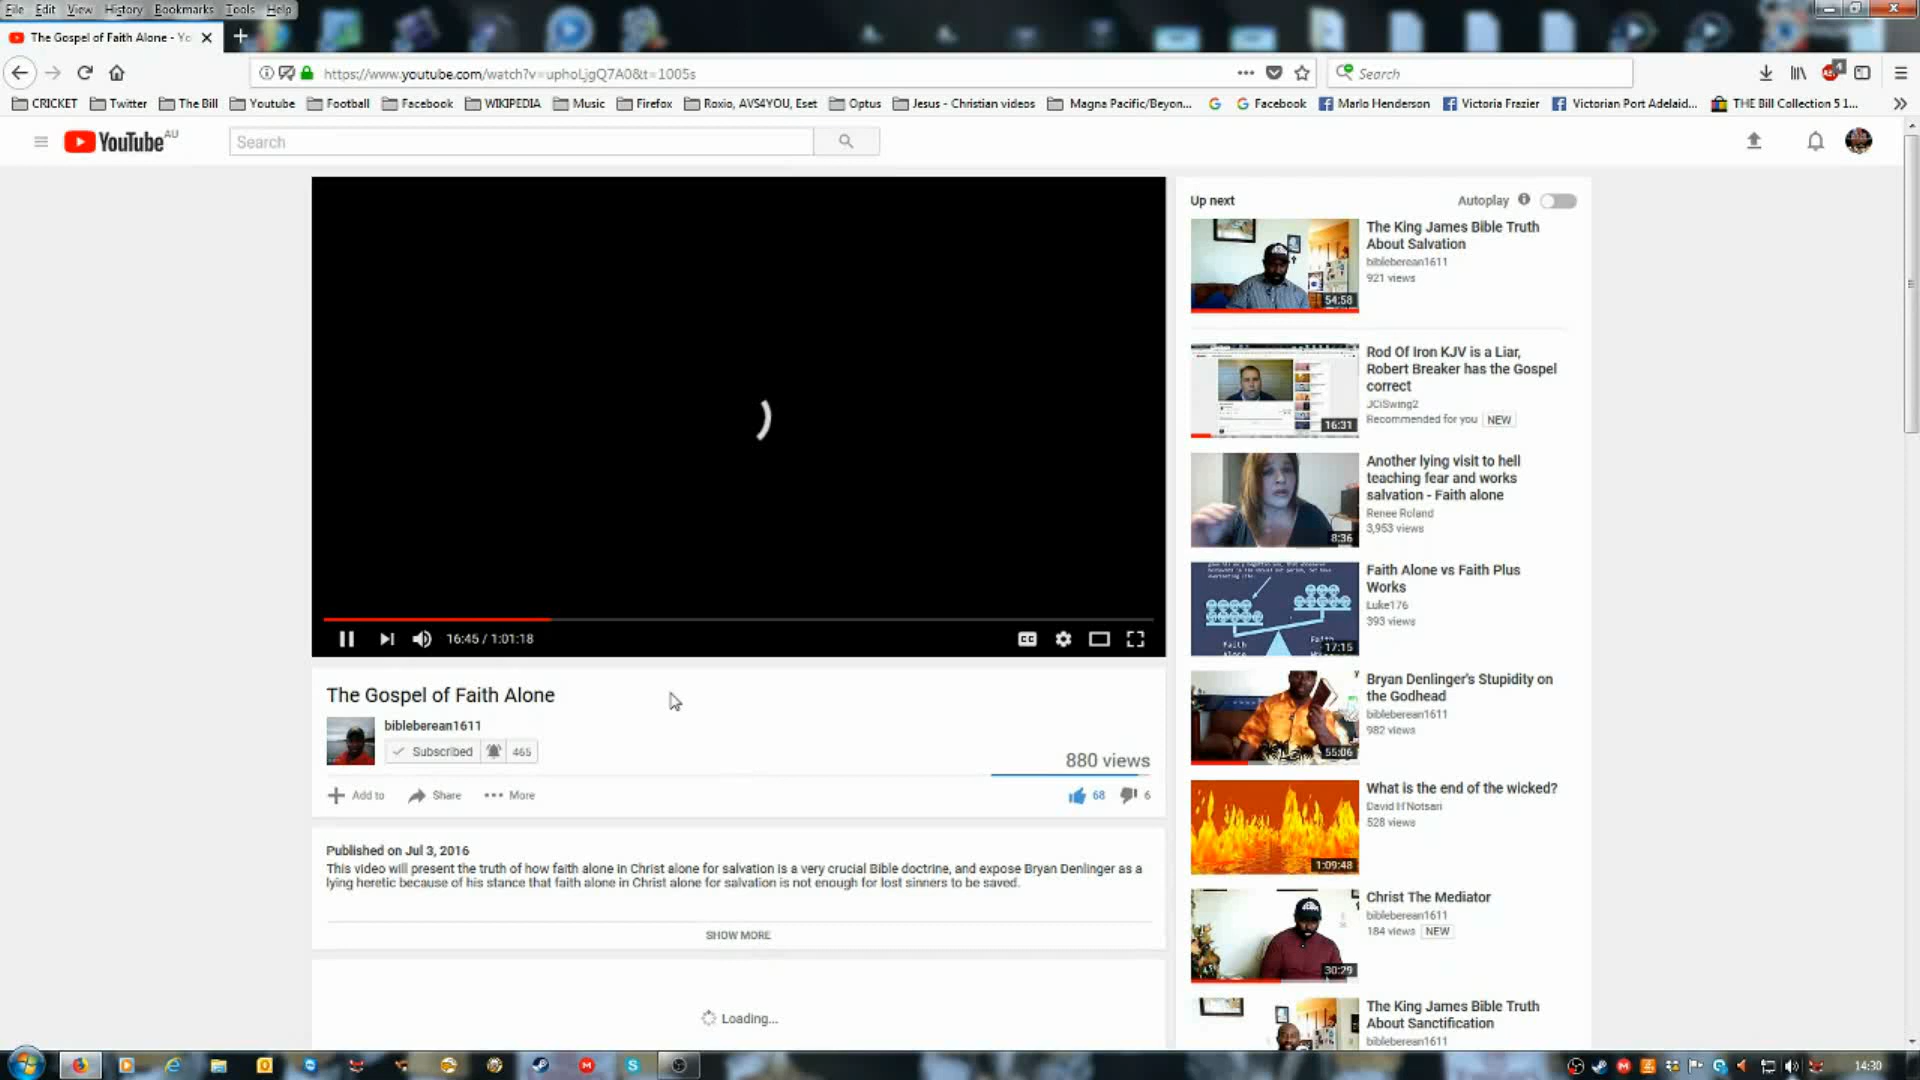 File Edit View History Bookmarks Tools Help
The Gospel of Faith Alone - Yo
https://www.youtube.com/watch?v=uphoLjgQ7A0&t=1005s
Search
4
CRICKET Twitter The Bill Youtube Football Facebook WIKIPEDIA Music Firefox Roxio, AVS4YOU, Eset Optus Jesus - Christian videos Magna Pacific/Beyon... Facebook Marlo Henderson Victoria Frazier Victorian Port Adelaid... THE Bill Collection 5 1...
YouTube AU
Search
16:45 / 1:01:18
CC
The Gospel of Faith Alone
bibleberean1611
Subscribed 465
880 views
Add to Share More
68 6
Published on Jul 3, 2016
This video will present the truth of how faith alone in Christ alone for salvation is a very crucial Bible doctrine, and expose Bryan Denlinger as a
lying heretic because of his stance that faith alone in Christ alone for salvation is not enough for lost sinners to be saved.
SHOW MORE
Loading...
Up next Autoplay
The King James Bible Truth
About Salvation
bibleberean1611
921 views
54:58
Rod Of Iron KJV is a Liar,
Robert Breaker has the Gospel
correct
JCiSwing2
Recommended for you NEW
16:31
Another lying visit to hell
teaching fear and works
salvation - Faith alone
Renee Roland
3,953 views
8:36
Faith Alone vs Faith Plus
Works
Luke176
393 views
Faith
Alone
17:15
Bryan Denlinger's Stupidity on
the Godhead
bibleberean1611
982 views
55:06
What is the end of the wicked?
David H'Notsari
528 views
1:09:48
Christ The Mediator
bibleberean1611
184 views NEW
30:29
The King James Bible Truth
About Sanctification
bibleberean1611
14:30